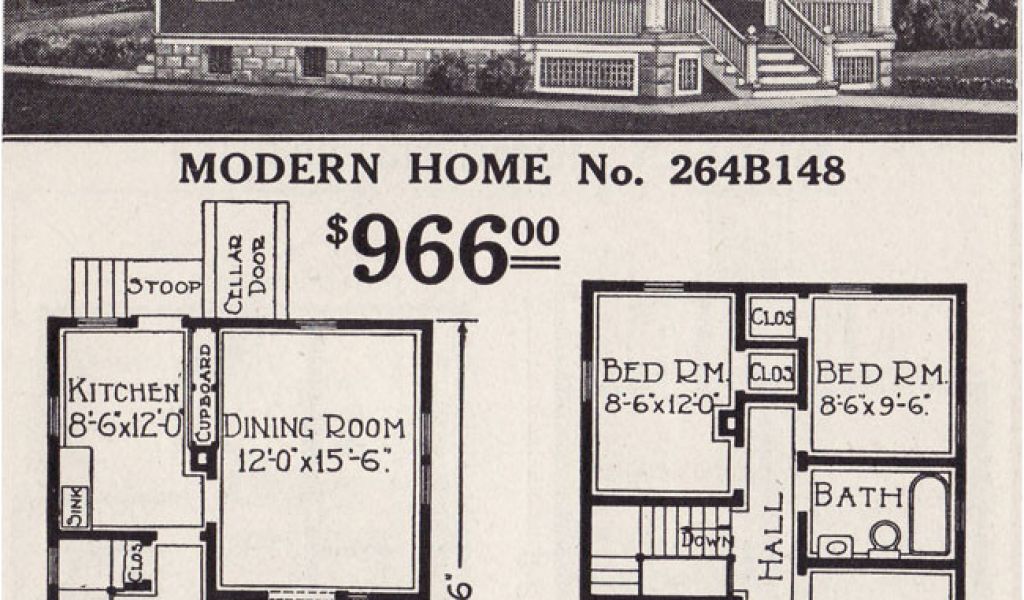 MODERN HOME No. 264B148
$966 00
STOOP
CELLAR
DOOR
KITCHEN
8'-6"x12'-0
CUPBOARD
DINING ROOM
12'-0"x15'-6".
SINK
CLOS
6"
BED RM.
8'-6"x12'-0"
CLOS
CLOS
BED RM.
8'-6"x9'-6".
BATH
HALL
DOWN